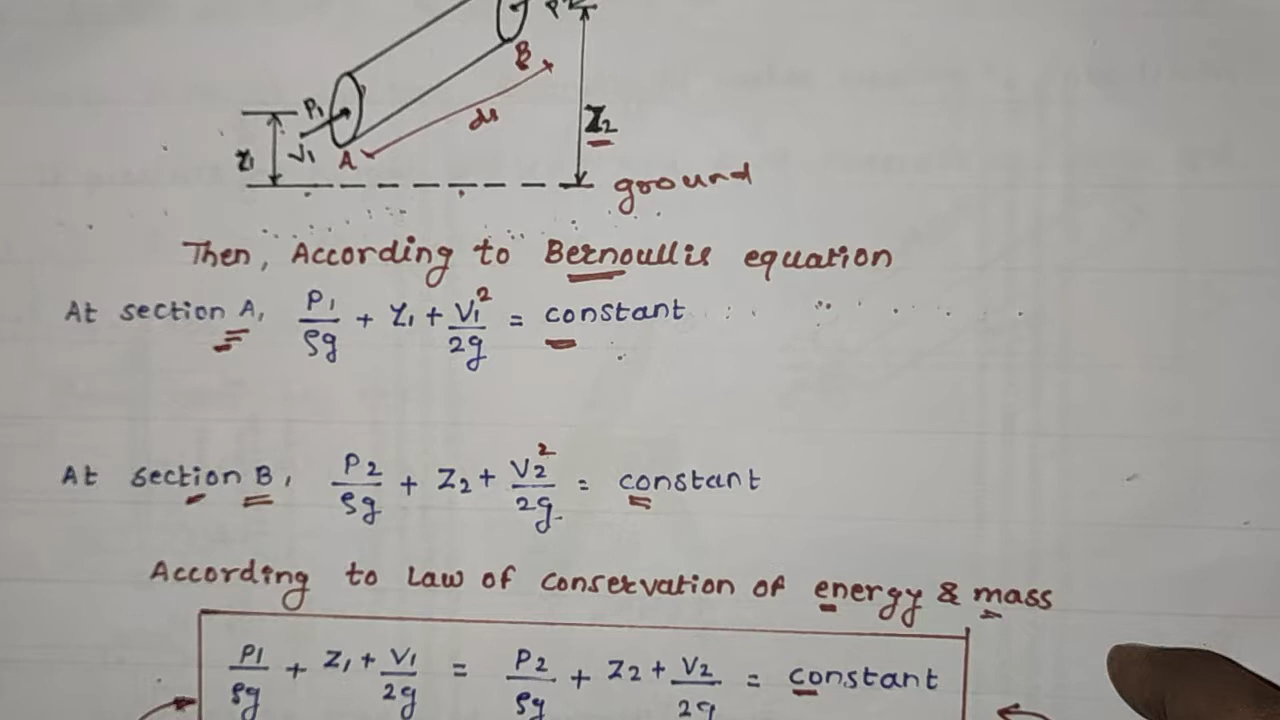 P₁
Z₁
V₁
A
B
ds
Z₂
ground
Then, According to Bernoullis equation
At section A, P₁/ρg + Z₁ + V₁²/2g = constant
At section B, P₂/ρg + Z₂ + V₂²/2g = constant
According to Law of conservation of energy & mass
P₁/ρg + Z₁ + V₁/2g = P₂/ρg + Z₂ + V₂/2g = constant